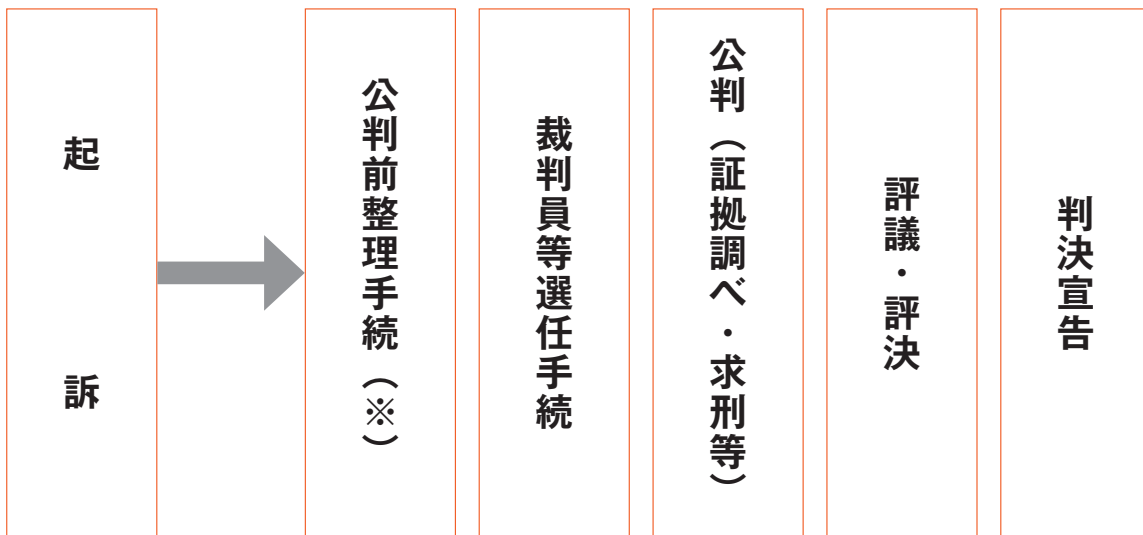 起訴
公判前整理手続（※）
裁判員等選任手続
公判（証拠調べ・求刑等）
評議・評決
判決宣告